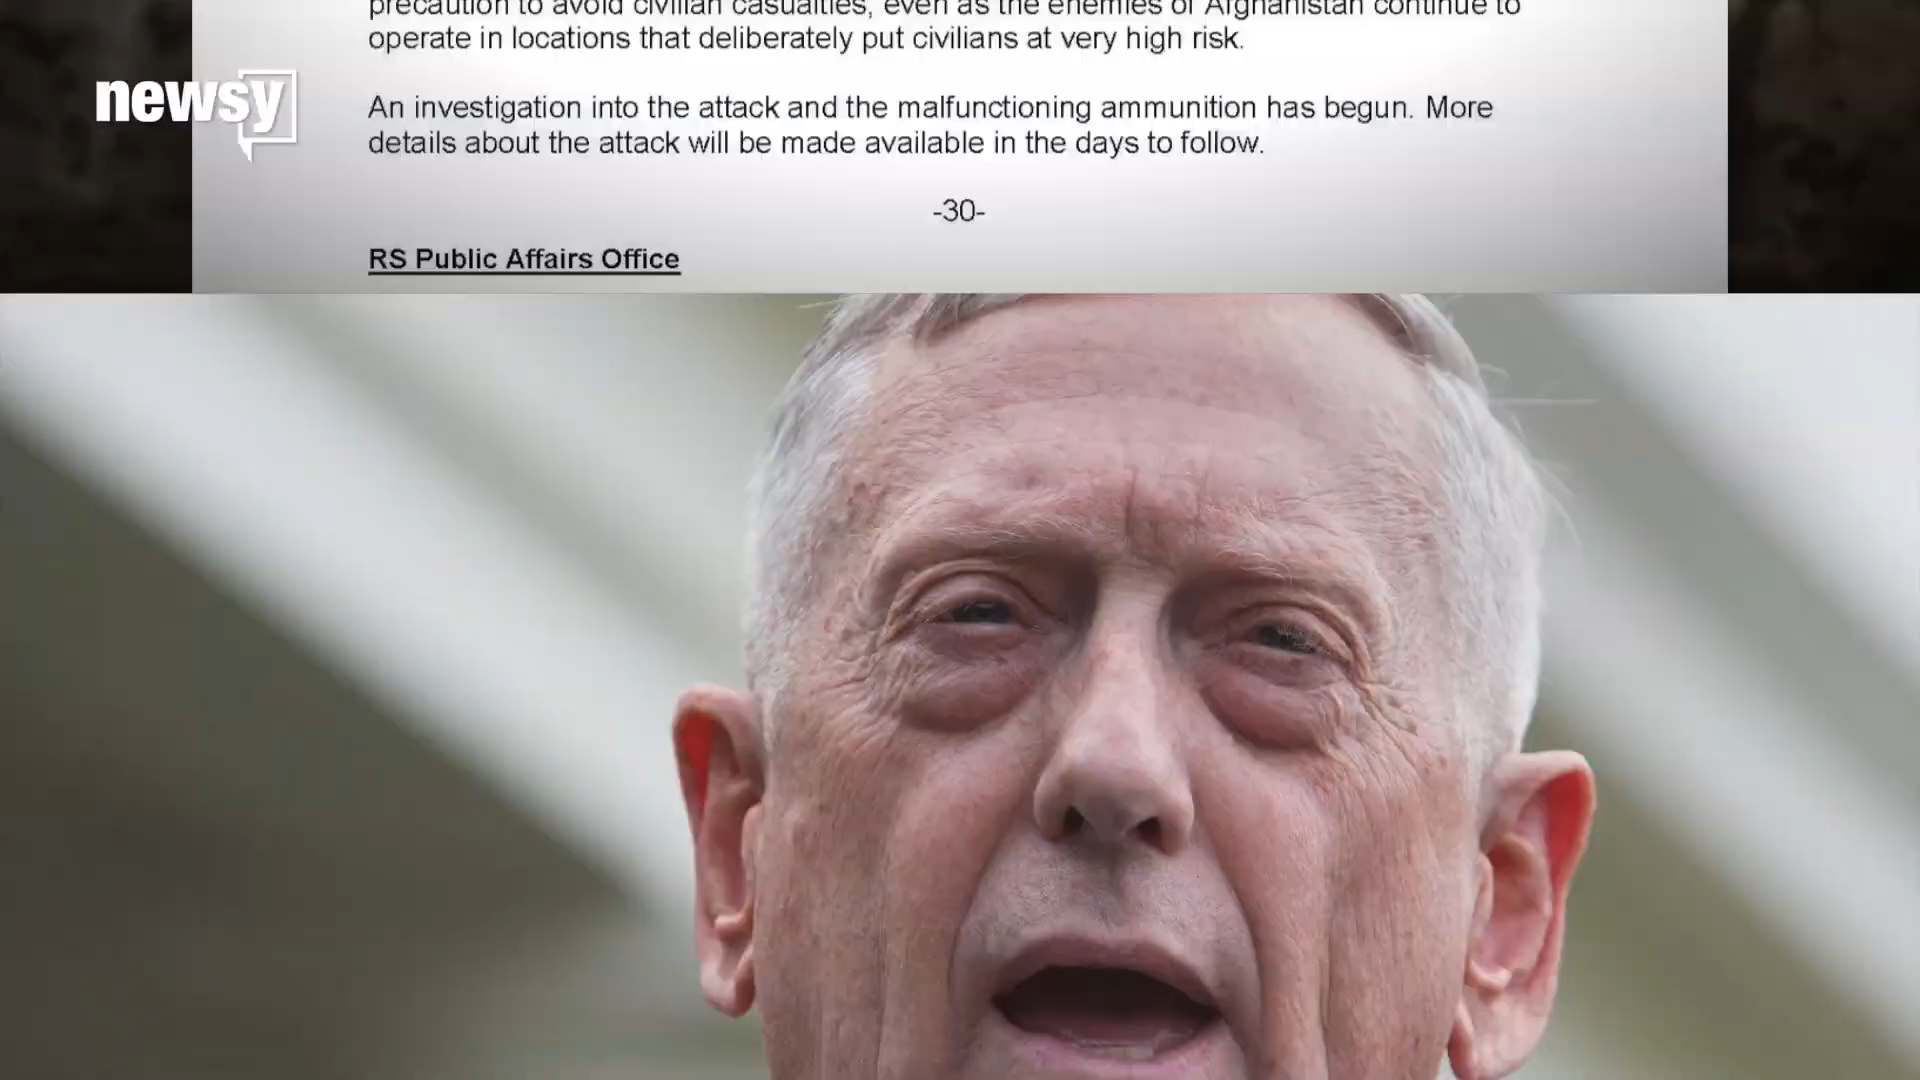 precaution to avoid civilian casualties, even as the enemies of Afghanistan continue to
operate in locations that deliberately put civilians at very high risk.
newsy
An investigation into the attack and the malfunctioning ammunition has begun. More
details about the attack will be made available in the days to follow.
-30-
RS Public Affairs Office